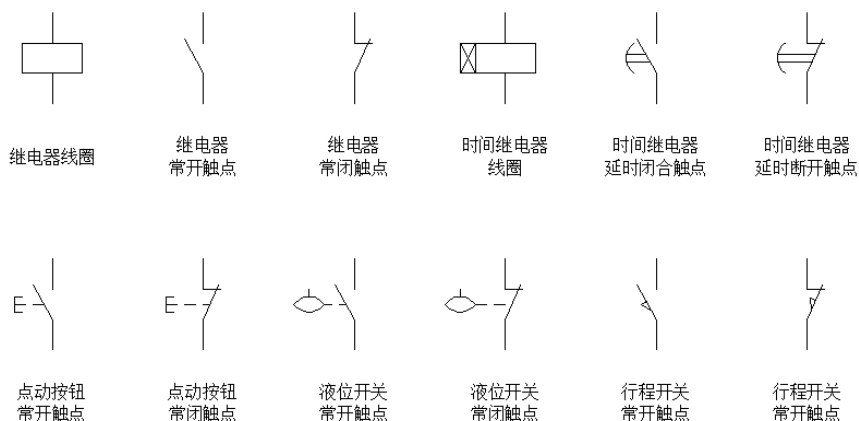 继电器线圈
继电器
常开触点
继电器
常闭触点
时间继电器
线圈
时间继电器
延时闭合触点
时间继电器
延时断开触点
点动按钮
常开触点
点动按钮
常闭触点
液位开关
常开触点
液位开关
常闭触点
行程开关
常开触点
行程开关
常开触点